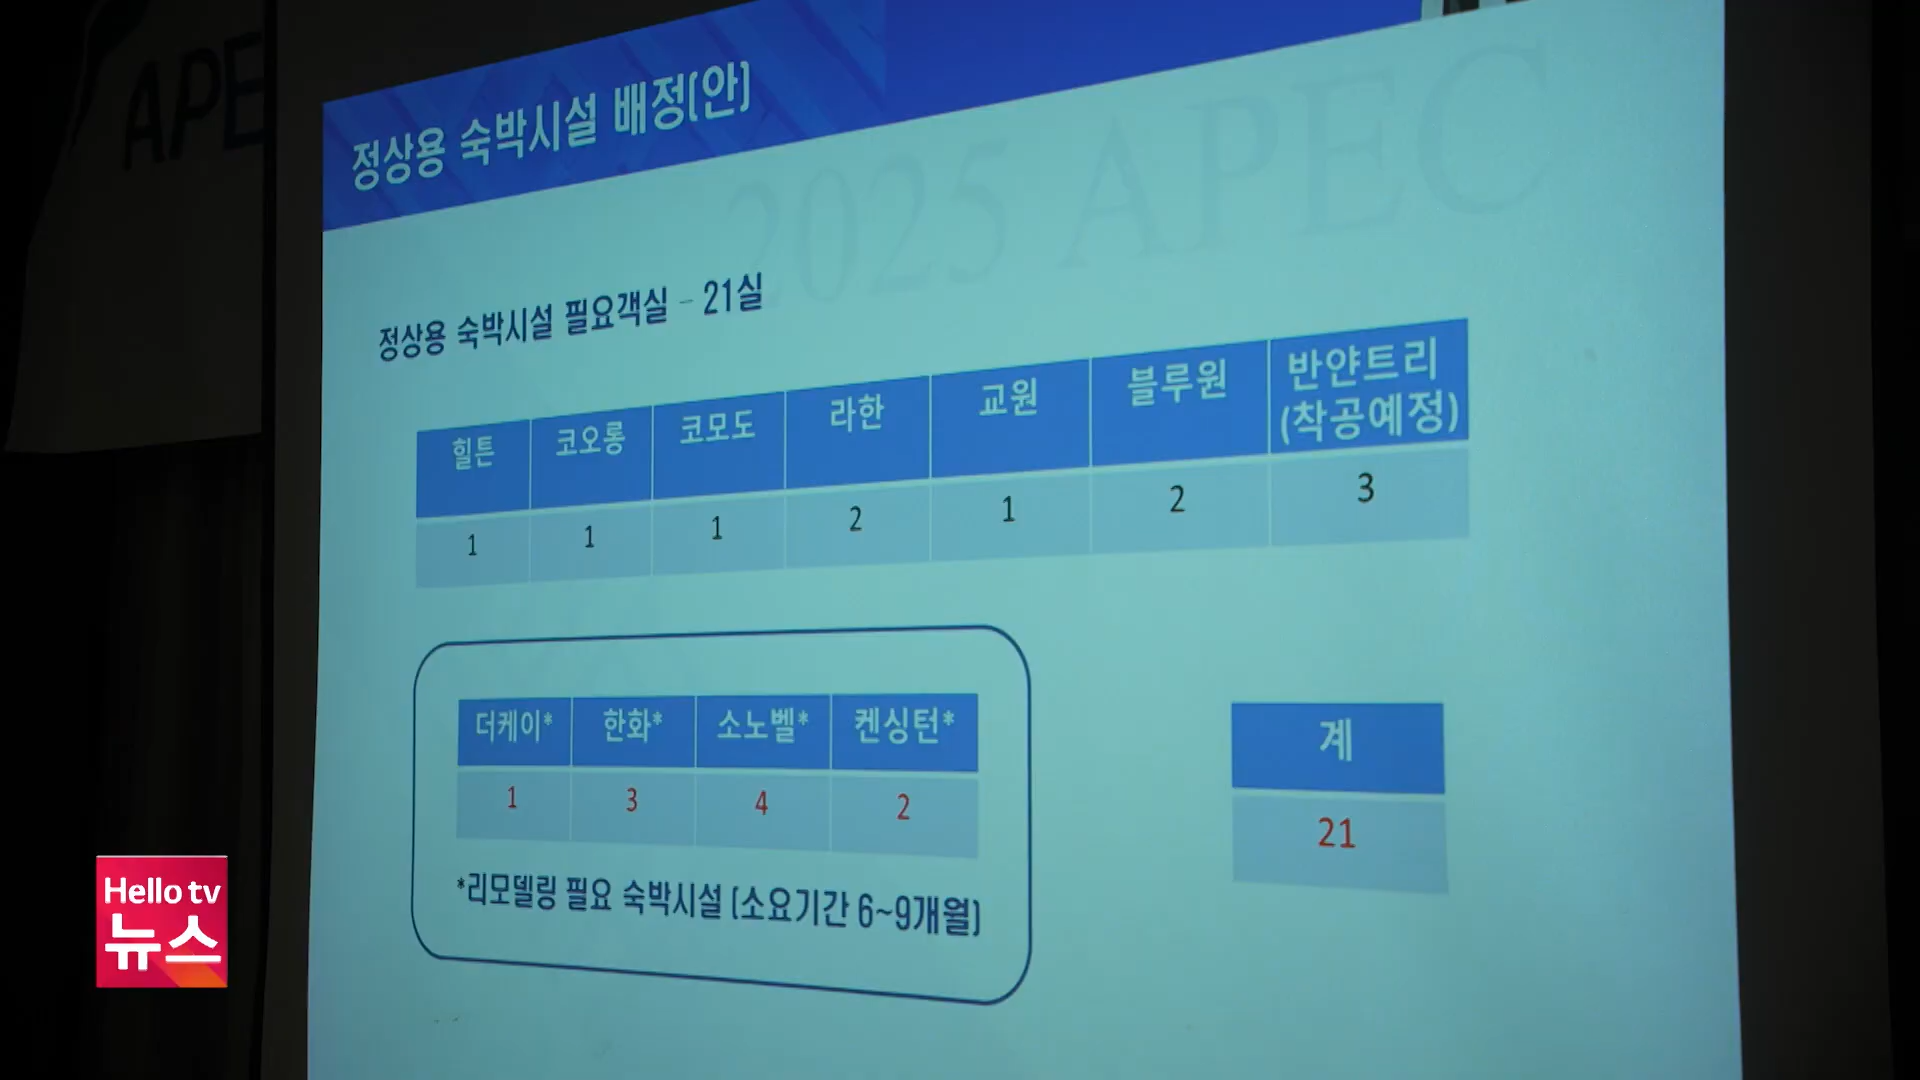 APE
정상용 숙박시설 배정(안)
2025 APEC
정상용 숙박시설 필요객실 - 21실
힐튼 코오롱 코모도 라한 교원 블루원 반얀트리
(착공예정)
1 1 1 2 1 2 3
더케이* 한화* 소노벨* 켄싱턴*
1 3 4 2
*리모델링 필요 숙박시설 (소요기간 6~9개월)
계
21
Hello tv
뉴스